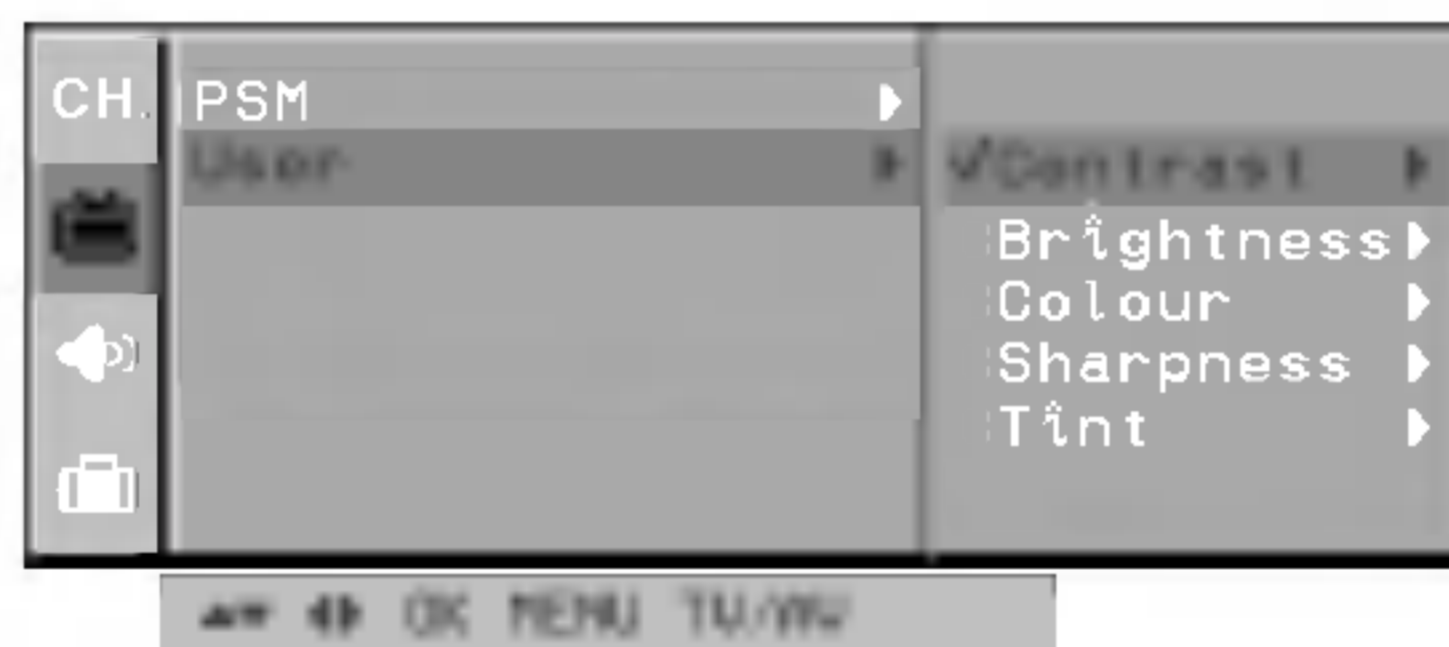 CH.
PSM
User
√Contrast
Brightness
Colour
Sharpness
Tint
OK MENU TV/AV